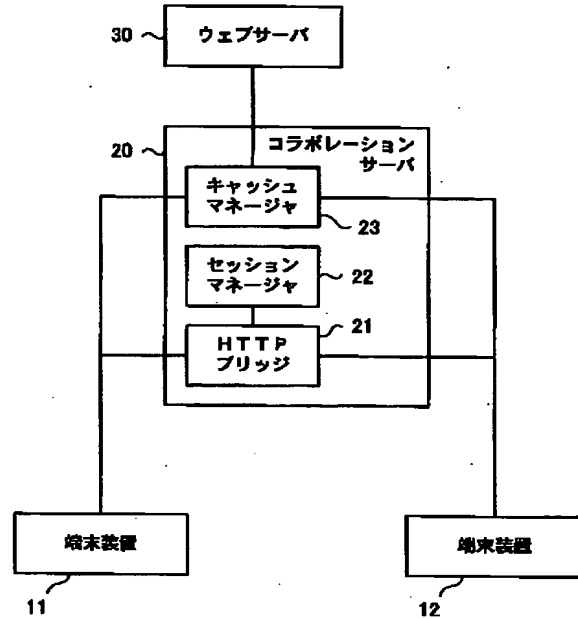 30
ウェブサーバ
20
コラボレーション
サーバ
キャッシュ
マネージャ
23
セッション
マネージャ
22
21
HTTP
ブリッジ
端末装置
端末装置
11
12